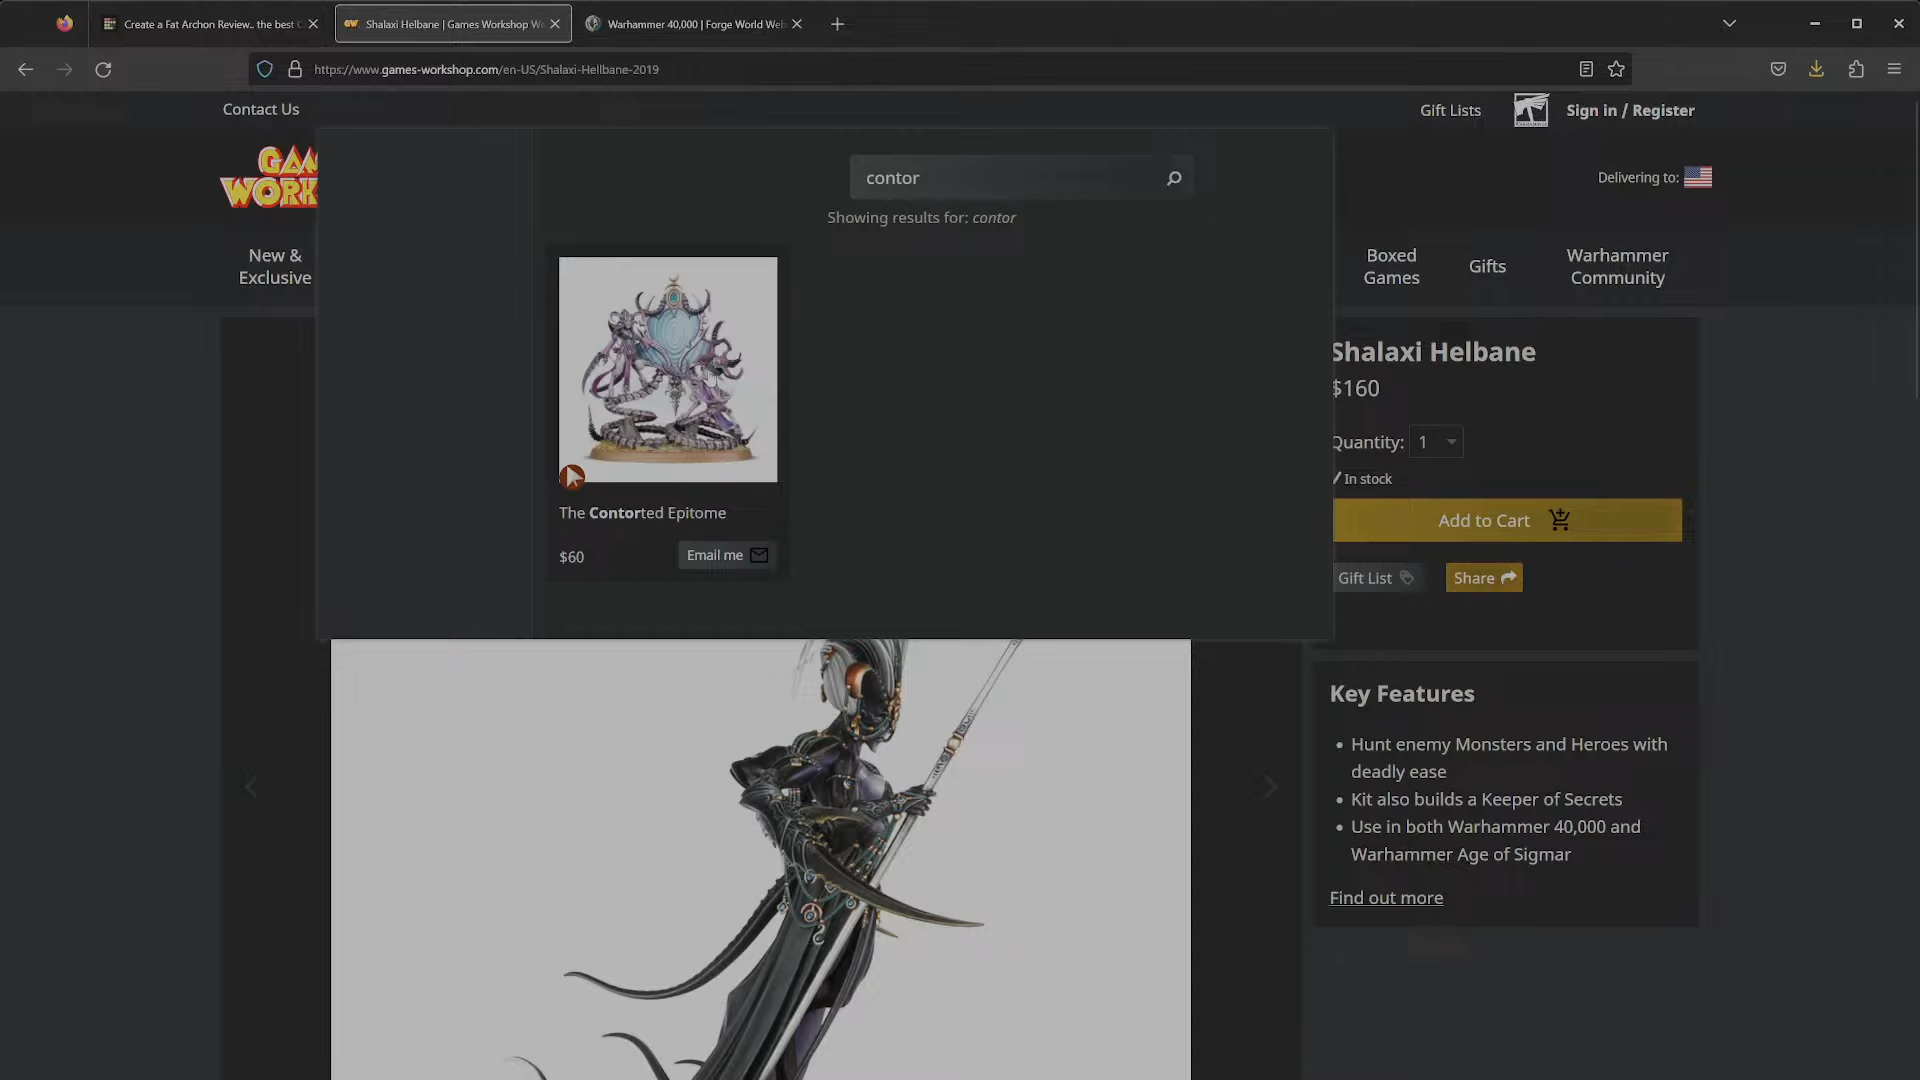 Create a Fat Archon Review.. the best C
Shalaxi Helbane | Games Workshop We
Warhammer 40,000 | Forge World Web
https://www.games-workshop.com/en-US/Shalaxi-Hellbane-2019
Contact Us
Gift Lists
Sign in / Register
GAM
WORK
contor
Delivering to:
Showing results for: contor
New &
Exclusive
Boxed
Games
Gifts
Warhammer
Community
The Contorted Epitome
$60
Email me
Shalaxi Helbane
$160
Quantity: 1
In stock
Add to Cart
Gift List
Share
Key Features
• Hunt enemy Monsters and Heroes with
deadly ease
• Kit also builds a Keeper of Secrets
• Use in both Warhammer 40,000 and
Warhammer Age of Sigmar
Find out more